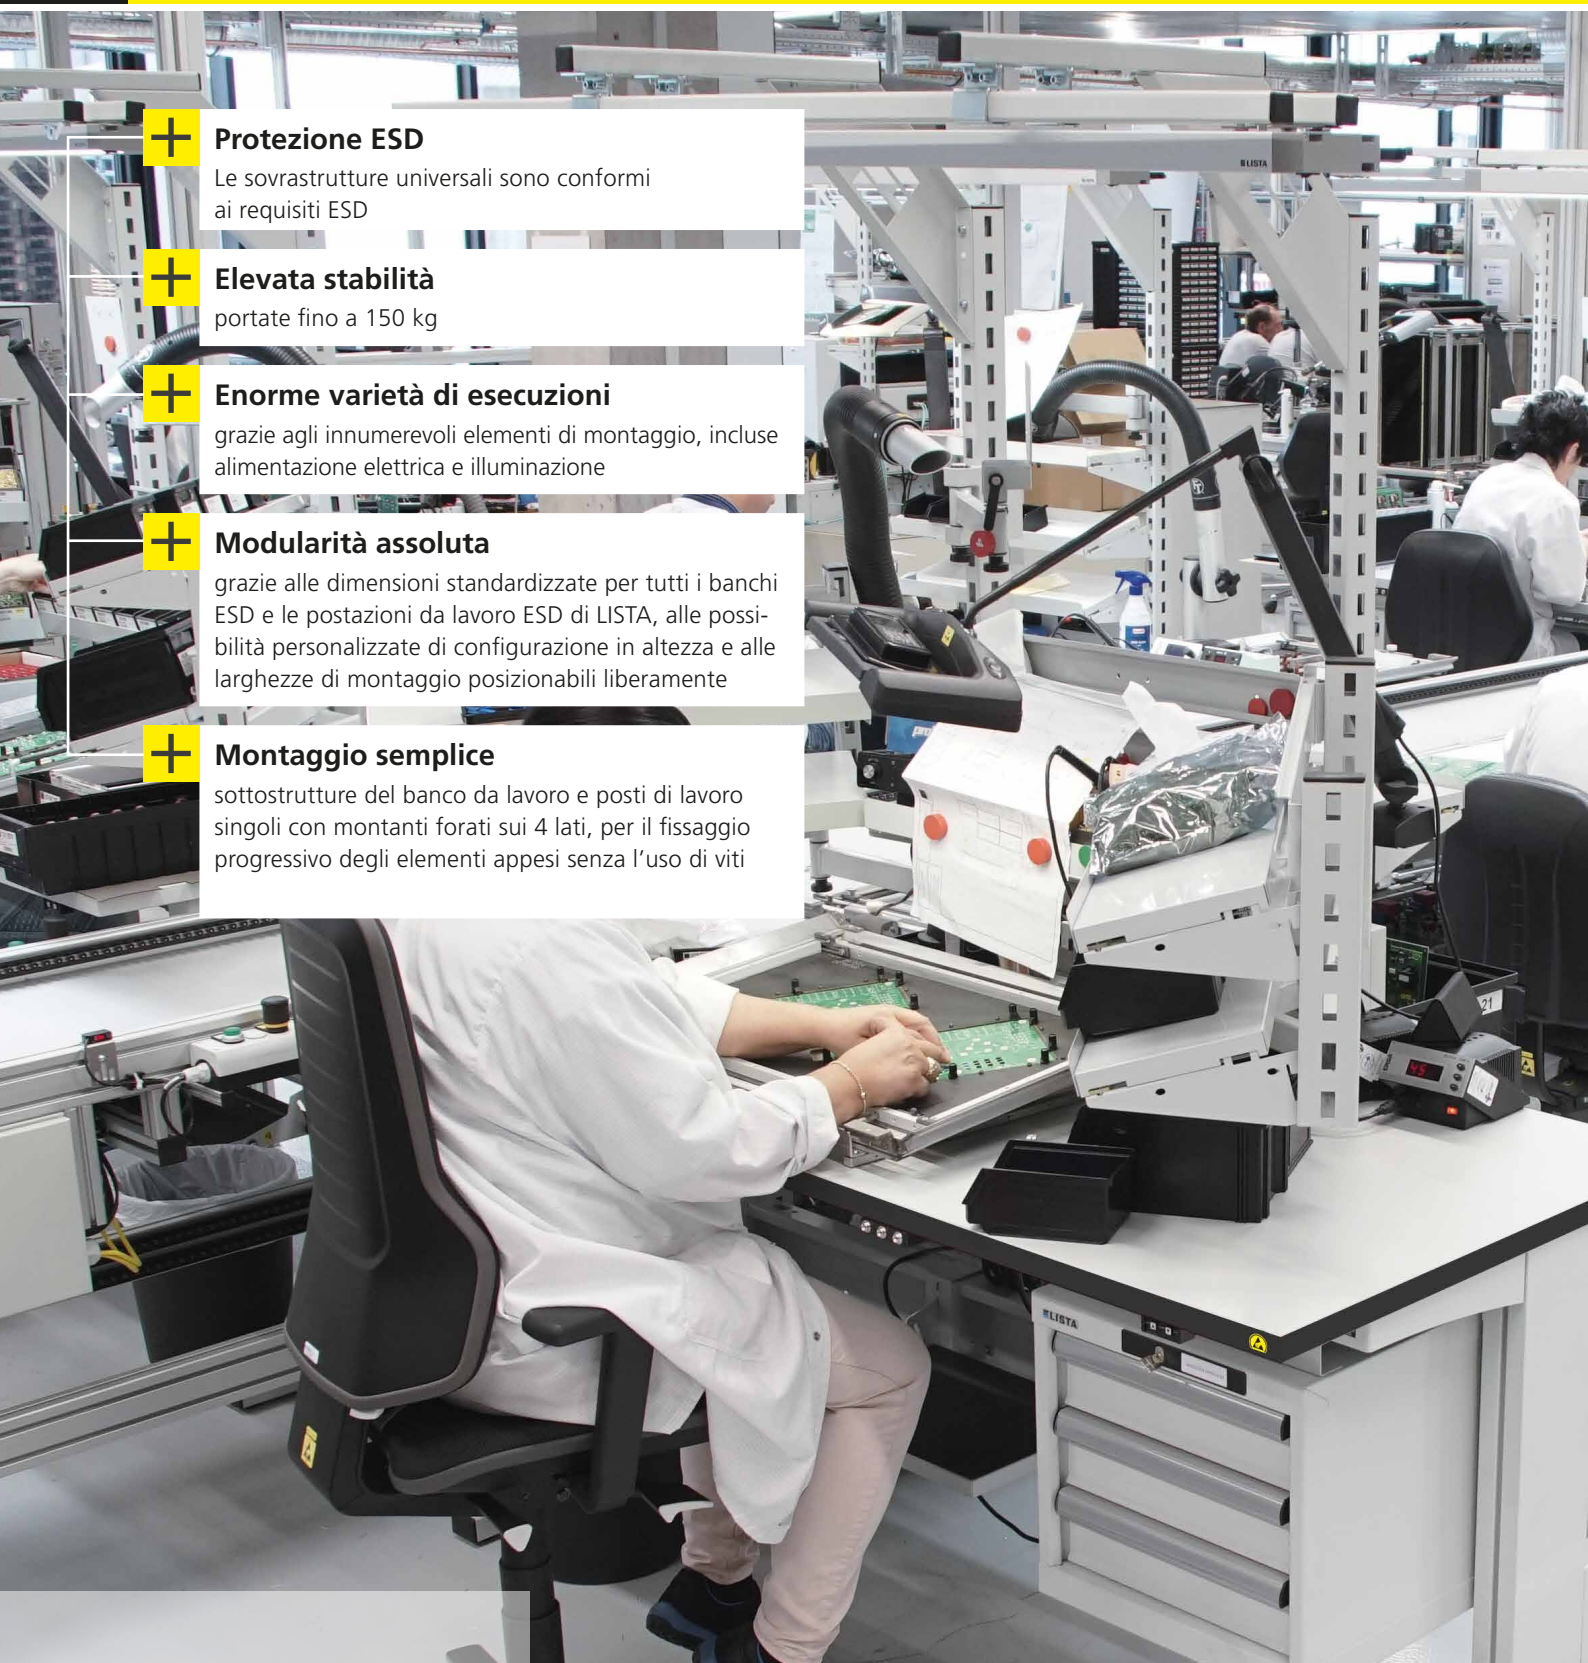 Protezione ESD
Le sovrastrutture universali sono conformi
ai requisiti ESD
Elevata stabilità
portate fino a 150 kg
Enorme varietà di esecuzioni
grazie agli innumerevoli elementi di montaggio, incluse
alimentazione elettrica e illuminazione
Modularità assoluta
grazie alle dimensioni standardizzate per tutti i banchi
ESD e le postazioni da lavoro ESD di LISTA, alle possi-
bilità personalizzate di configurazione in altezza e alle
larghezze di montaggio posizionabili liberamente
Montaggio semplice
sottostrutture del banco da lavoro e posti di lavoro
singoli con montanti forati sui 4 lati, per il fissaggio
progressivo degli elementi appesi senza l'uso di viti
LISTA
21
45
LISTA